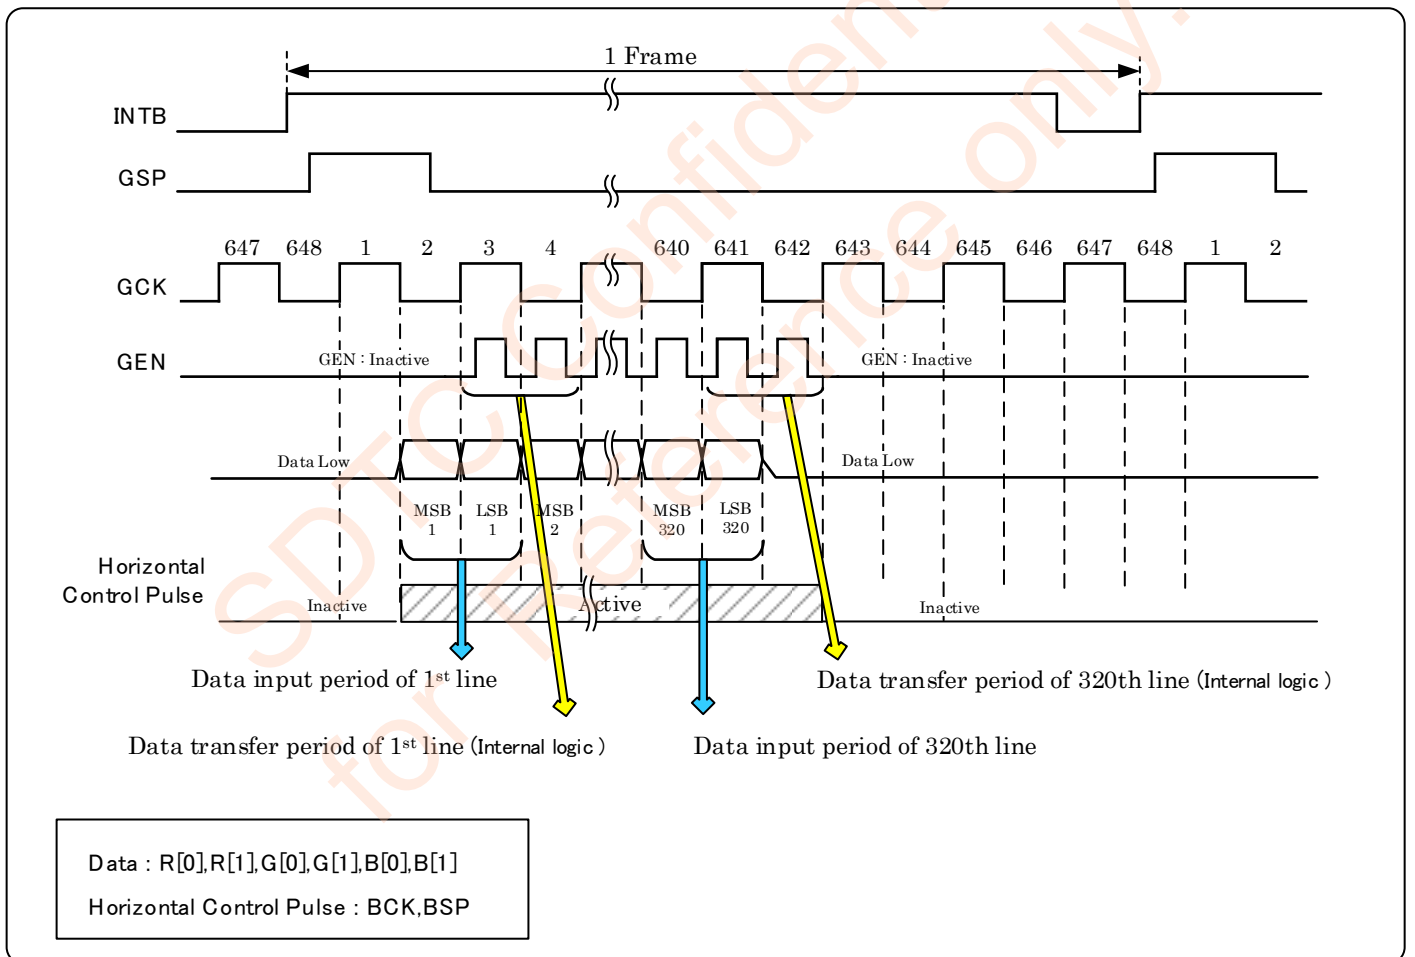 1 Frame
INTB
GSP
647 648 1 2 3 4 640 641 642 643 644 645 646 647 648 1 2
GCK
GEN
GEN : Inactive
GEN : Inactive
Data Low
Data Low
MSB 1
LSB 1
MSB 2
MSB 320
LSB 320
Horizontal
Control Pulse
Inactive
Active
Inactive
Data input period of 1st line
Data transfer period of 320th line (Internal logic )
Data transfer period of 1st line (Internal logic )
Data input period of 320th line
Data : R[0],R[1],G[0],G[1],B[0],B[1]
Horizontal Control Pulse : BCK,BSP
SDTC Confiden
for Reference only.